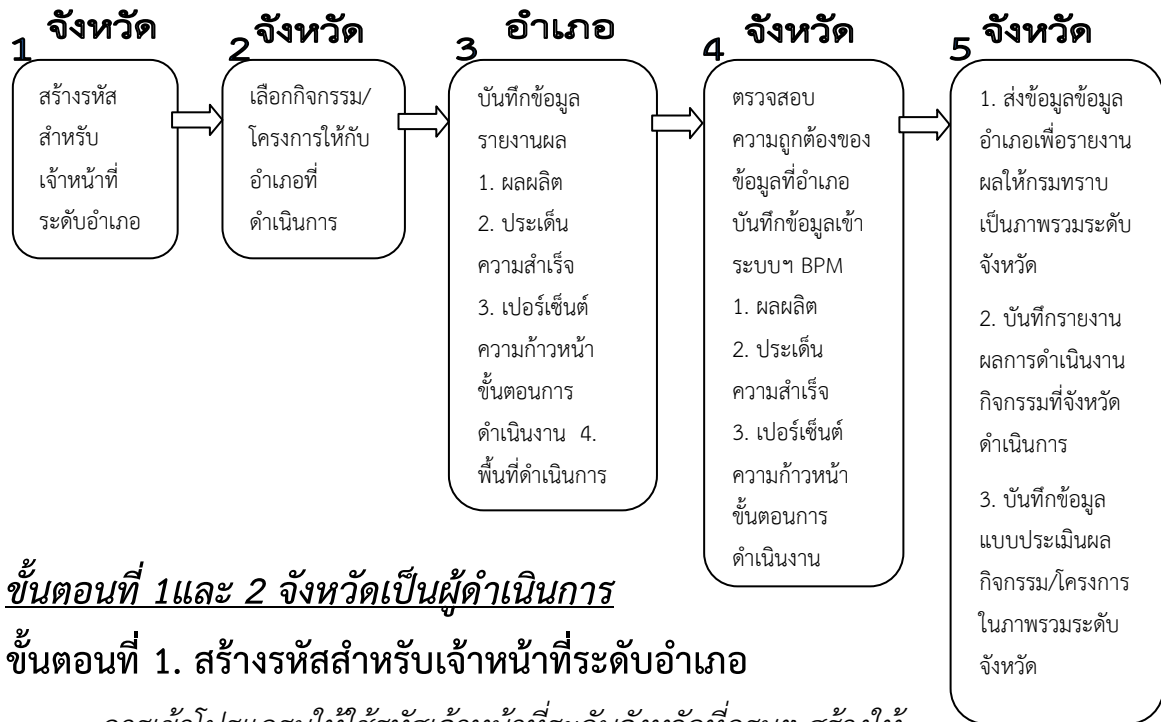 1 จังหวัด
สร้างรหัส
สำหรับ
เจ้าหน้าที่
ระดับอำเภอ
2 จังหวัด
เลือกกิจกรรม/
โครงการให้กับ
อำเภอที่
ดำเนินการ
3 อำเภอ
บันทึกข้อมูล
รายงานผล
1. ผลผลิต
2. ประเด็น
ความสำเร็จ
3. เปอร์เซ็นต์
ความก้าวหน้า
ขั้นตอนการ
ดำเนินงาน 4.
พื้นที่ดำเนินการ
4 จังหวัด
ตรวจสอบ
ความถูกต้องของ
ข้อมูลที่อำเภอ
บันทึกข้อมูลเข้า
ระบบฯ BPM
1. ผลผลิต
2. ประเด็น
ความสำเร็จ
3. เปอร์เซ็นต์
ความก้าวหน้า
ขั้นตอนการ
ดำเนินงาน
5 จังหวัด
1. ส่งข้อมูลข้อมูล
อำเภอเพื่อรายงาน
ผลให้กรมทราบ
เป็นภาพรวมระดับ
จังหวัด
2. บันทึกรายงาน
ผลการดำเนินงาน
กิจกรรมที่จังหวัด
ดำเนินการ
3. บันทึกข้อมูล
แบบประเมินผล
กิจกรรม/โครงการ
ในภาพรวมระดับ
จังหวัด
ขั้นตอนที่ 1และ 2 จังหวัดเป็นผู้ดำเนินการ
ขั้นตอนที่ 1. สร้างรหัสสำหรับเจ้าหน้าที่ระดับอำเภอ